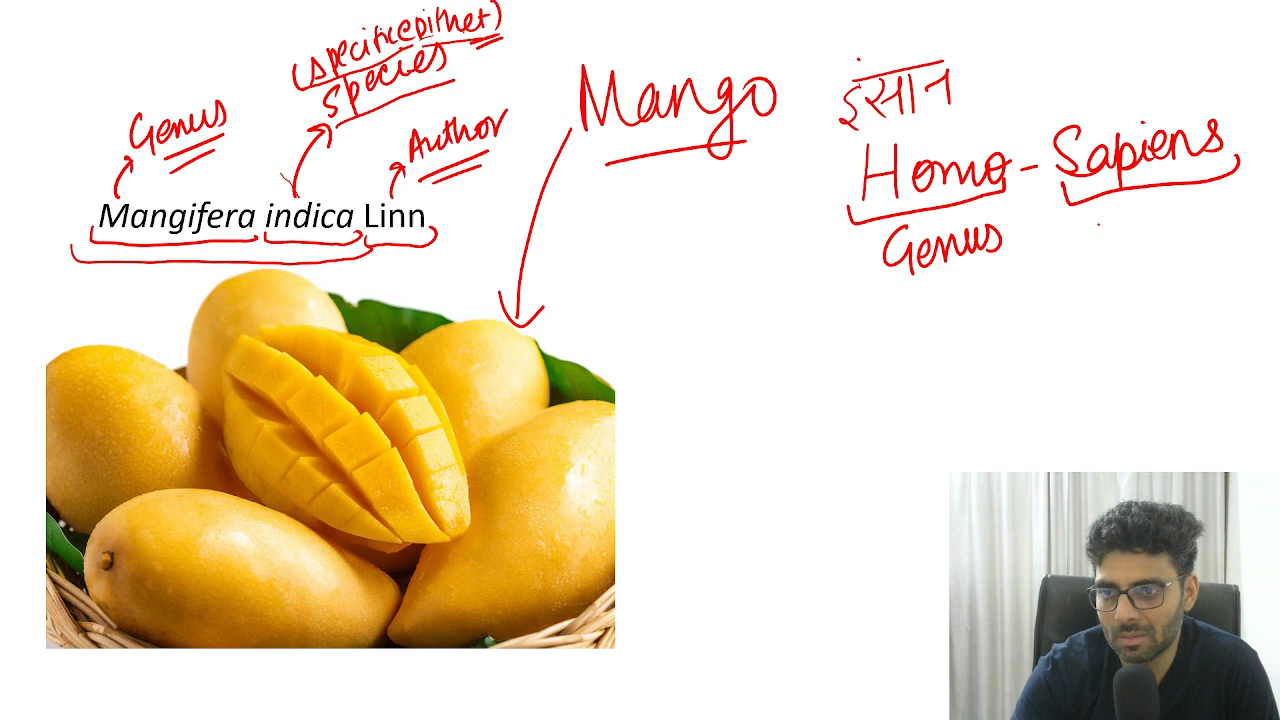 (specific epithet)
Species
Genus
Author
Mangifera indica Linn
Mango
इंसान
Homo - Sapiens
Genus